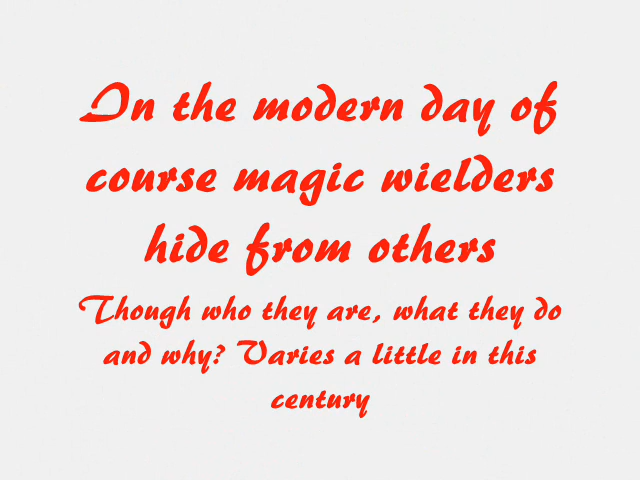 In the modern day of
course magic wielders
hide from others
Though who they are, what they do
and why? Varies a little in this
century